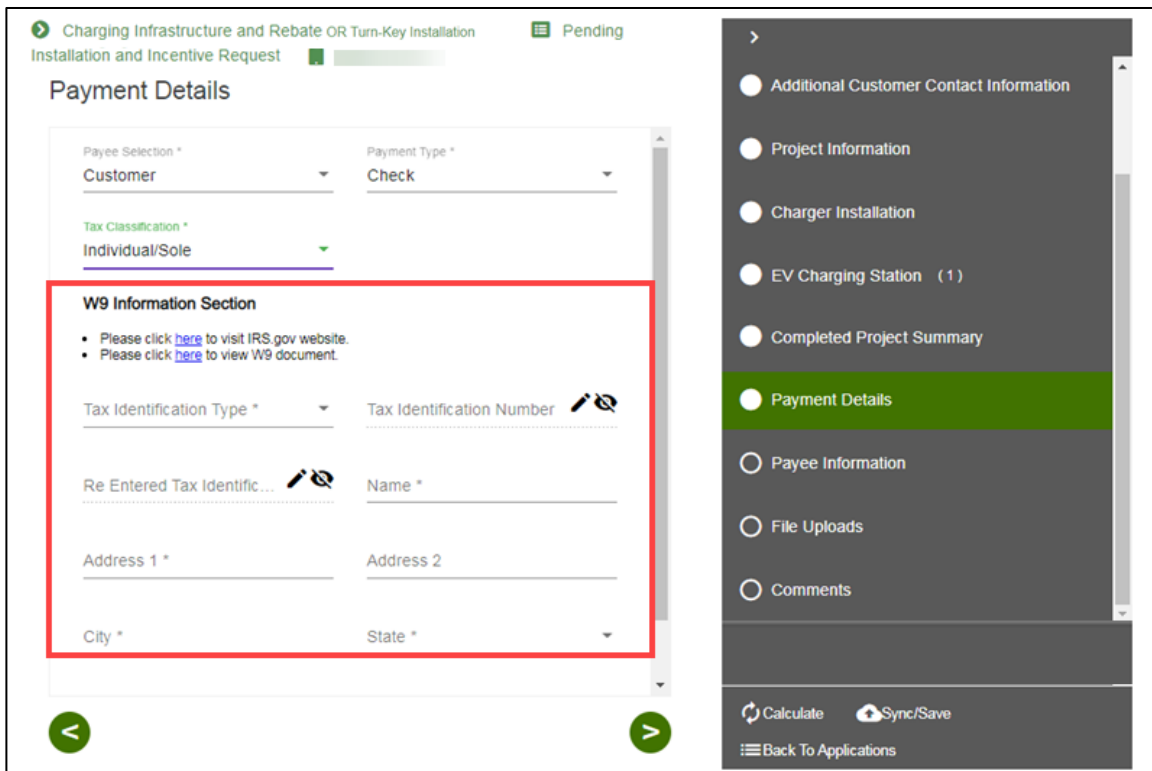 Charging Infrastructure and Rebate OR Turn-Key Installation Pending
Installation and Incentive Request
Payment Details
Payee Selection *
Customer
Payment Type *
Check
Tax Classification *
Individual/Sole
W9 Information Section
Please click here to visit IRS.gov website.
Please click here to view W9 document.
Tax Identification Type *
Tax Identification Number
Re Entered Tax Identific...
Name *
Address 1 *
Address 2
City *
State *
<
>
>
Additional Customer Contact Information
Project Information
Charger Installation
EV Charging Station (1)
Completed Project Summary
Payment Details
Payee Information
File Uploads
Comments
Calculate
Sync/Save
Back To Applications